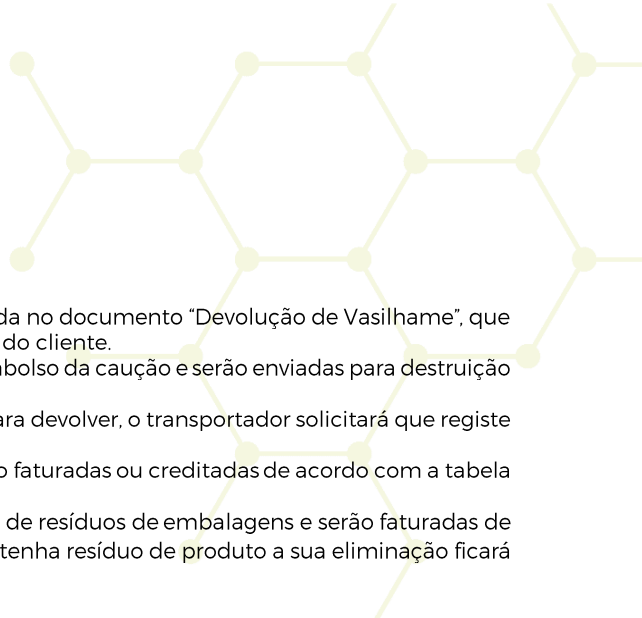 da no documento “Devolução de Vasilhame”, que
do cliente.
bolso da caução e serão enviadas para destruição
ara devolver, o transportador solicitará que registe
o faturadas ou creditadas de acordo com a tabela
de resíduos de embalagens e serão faturadas de
tenha resíduo de produto a sua eliminação ficará